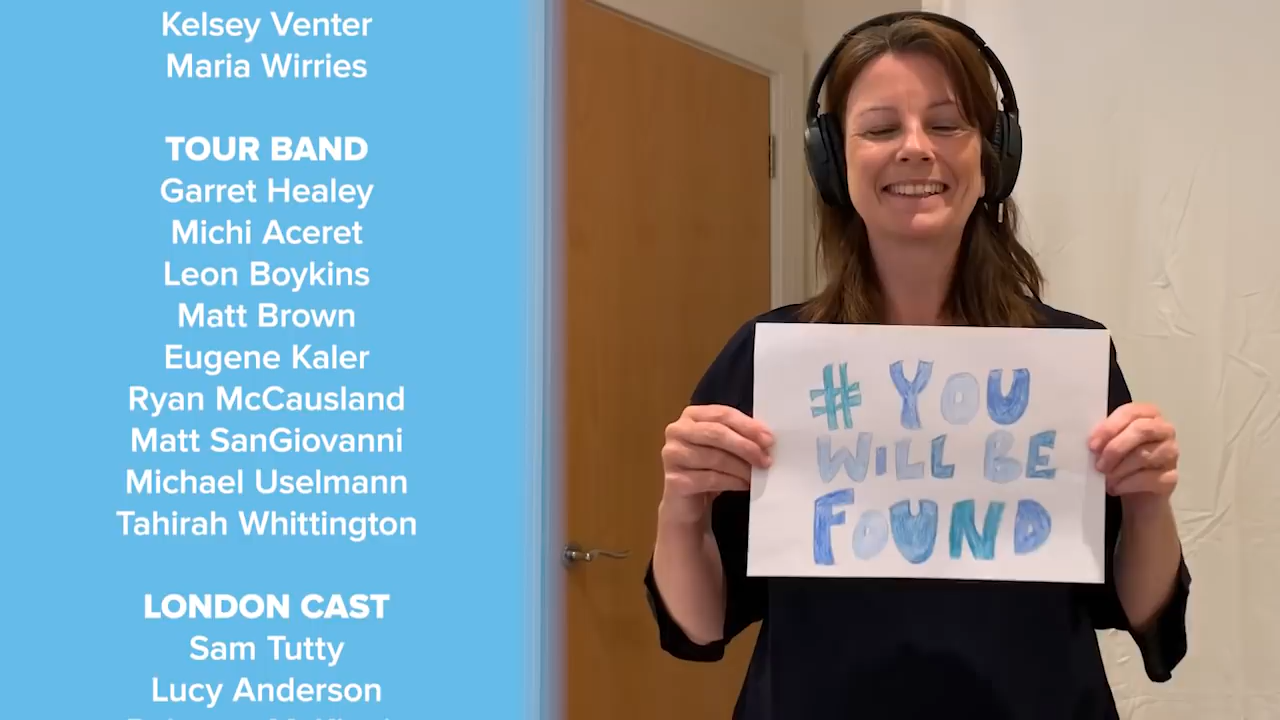 Kelsey Venter
Maria Wirries
TOUR BAND
Garret Healey
Michi Aceret
Leon Boykins
Matt Brown
Eugene Kaler
Ryan McCausland
Matt SanGiovanni
Michael Uselmann
Tahirah Whittington
LONDON CAST
Sam Tutty
Lucy Anderson
# YOU
WILL BE
FOUND